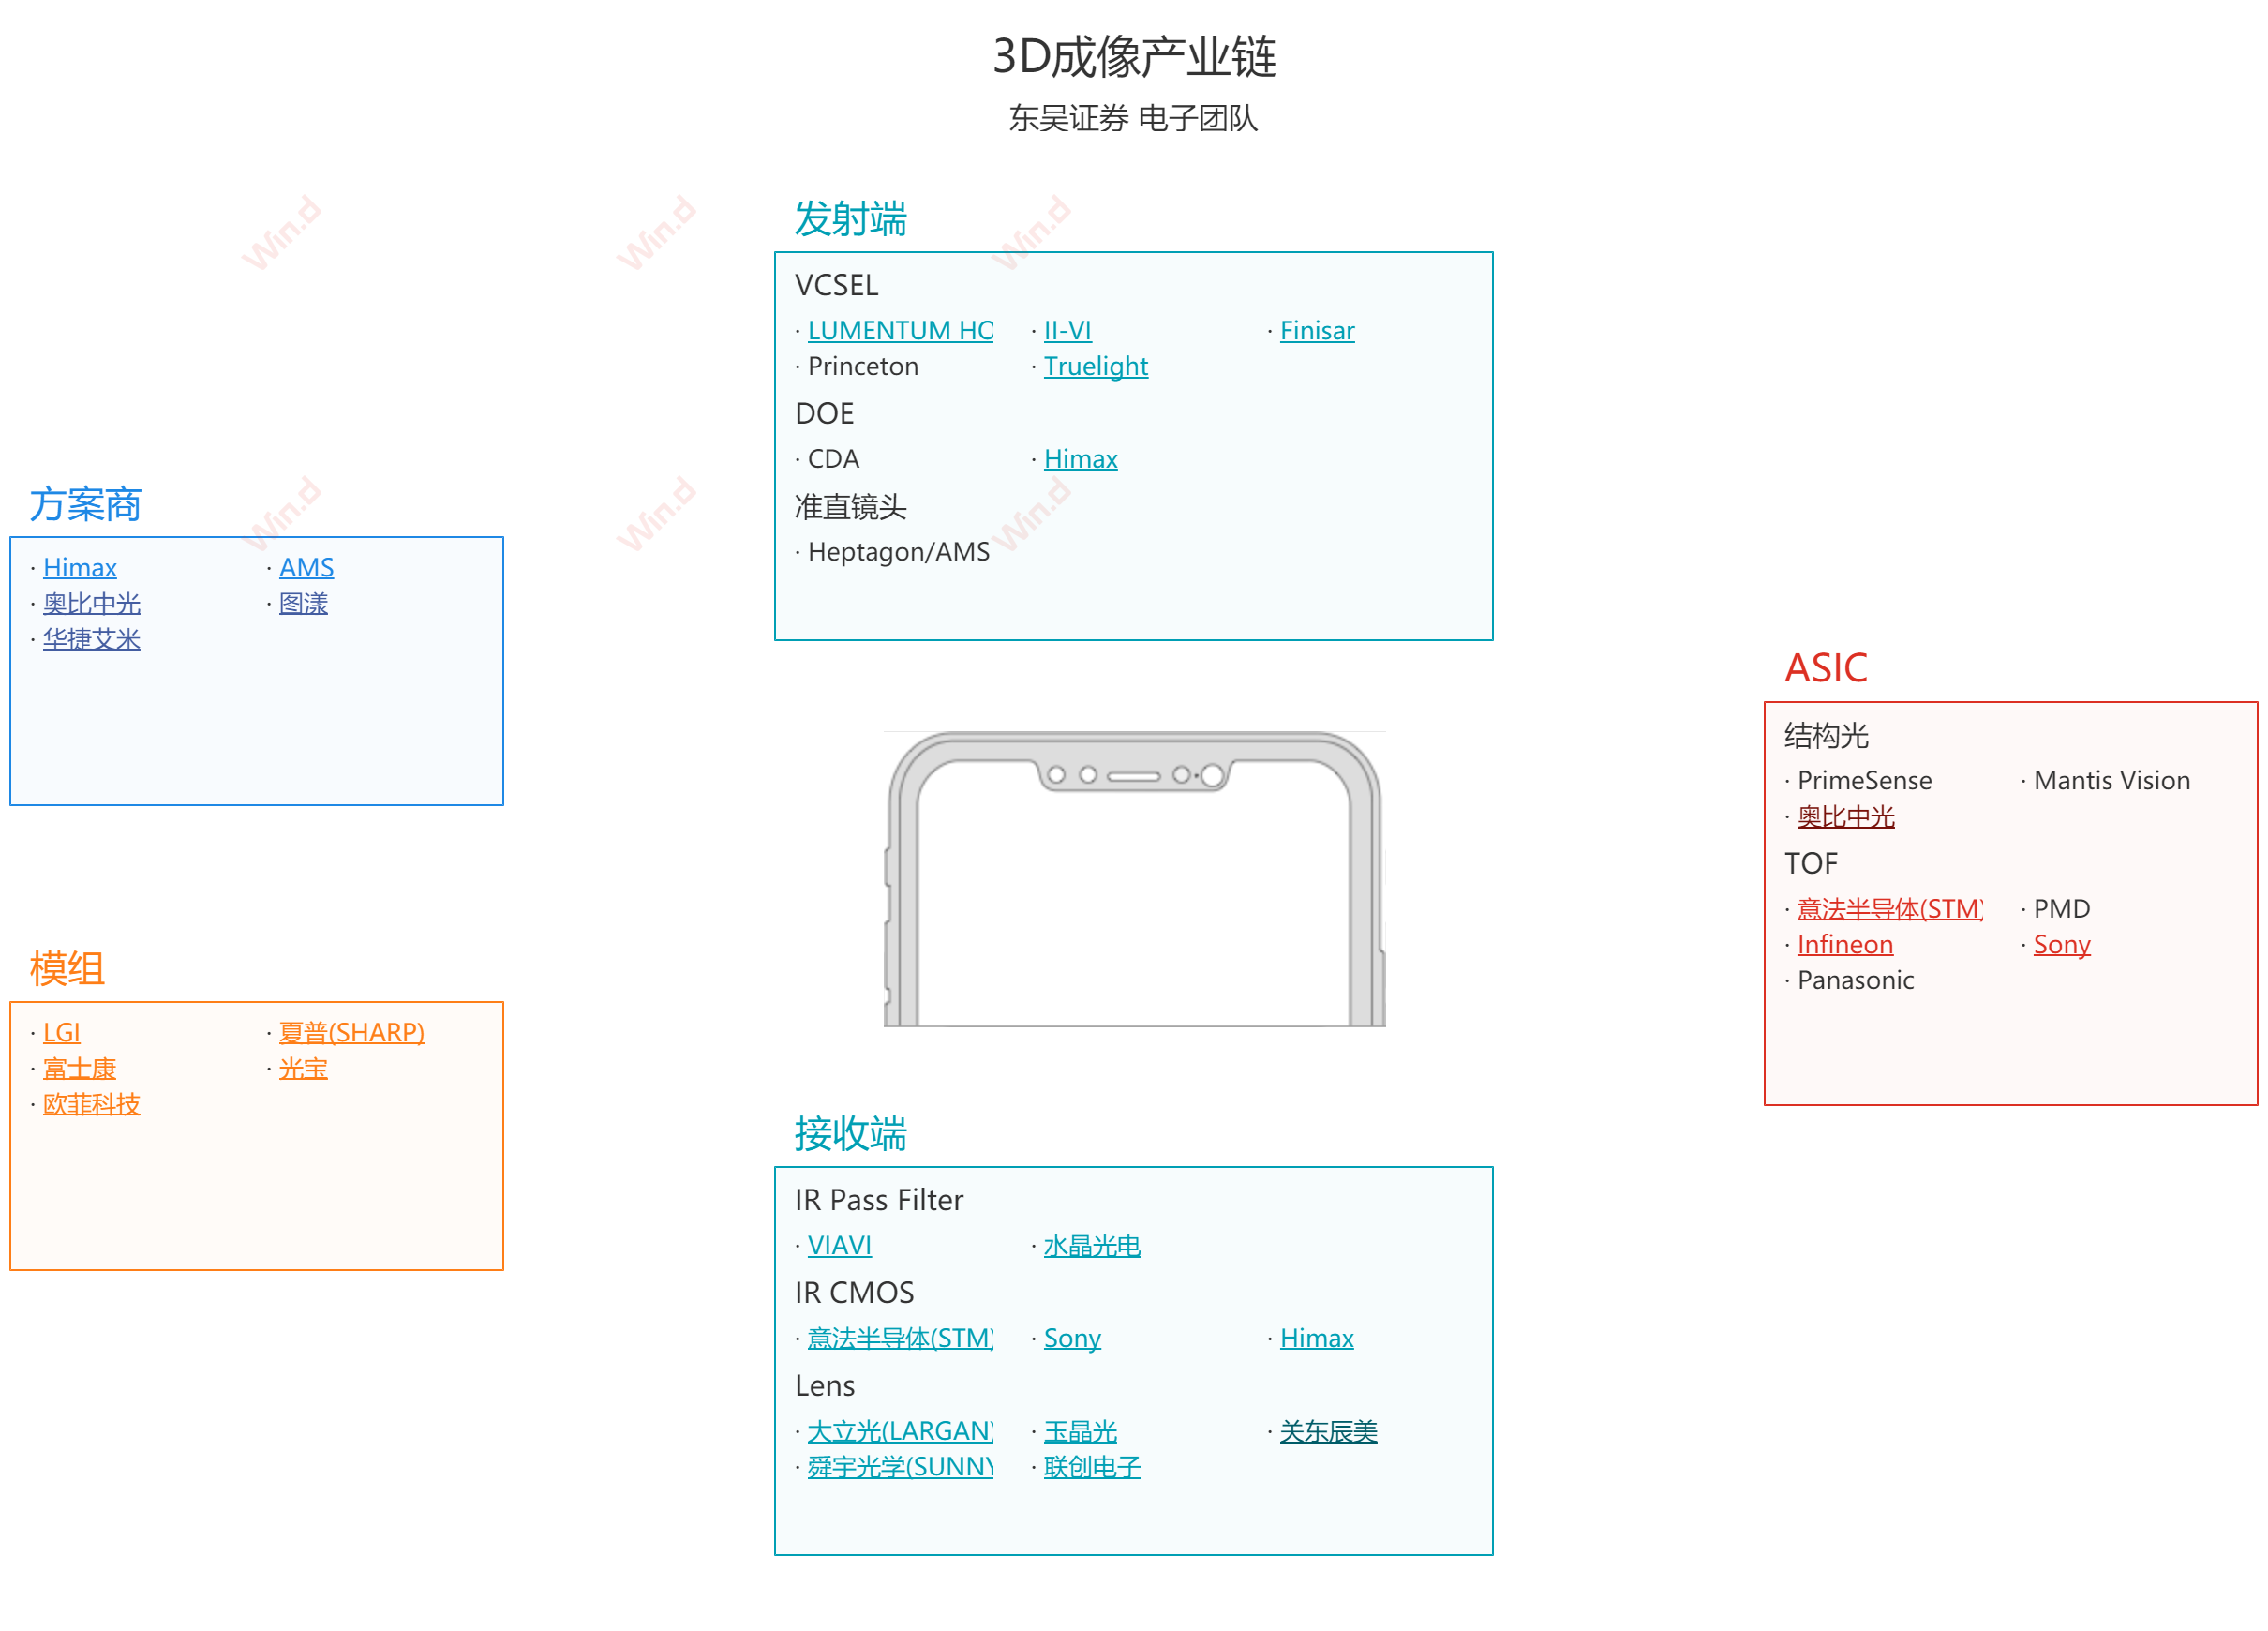 3D成像产业链
东吴证券 电子团队
发射端
VCSEL
· LUMENTUM HO · II-VI · Finisar
· Princeton · Truelight
DOE
· CDA · Himax
准直镜头
· Heptagon/AMS
方案商
· Himax · AMS
· 奥比中光 · 图漾
· 华捷艾米
ASIC
结构光
· PrimeSense · Mantis Vision
· 奥比中光
TOF
· 意法半导体(STM) · PMD
· Infineon · Sony
· Panasonic
模组
· LGI · 夏普(SHARP)
· 富士康 · 光宝
· 欧菲科技
接收端
IR Pass Filter
· VIAVI · 水晶光电
IR CMOS
· 意法半导体(STM) · Sony · Himax
Lens
· 大立光(LARGAN) · 玉晶光 · 关东辰美
· 舜宇光学(SUNNY · 联创电子
Win.d
Win.d
Win.d
Win.d
Win.d
Win.d